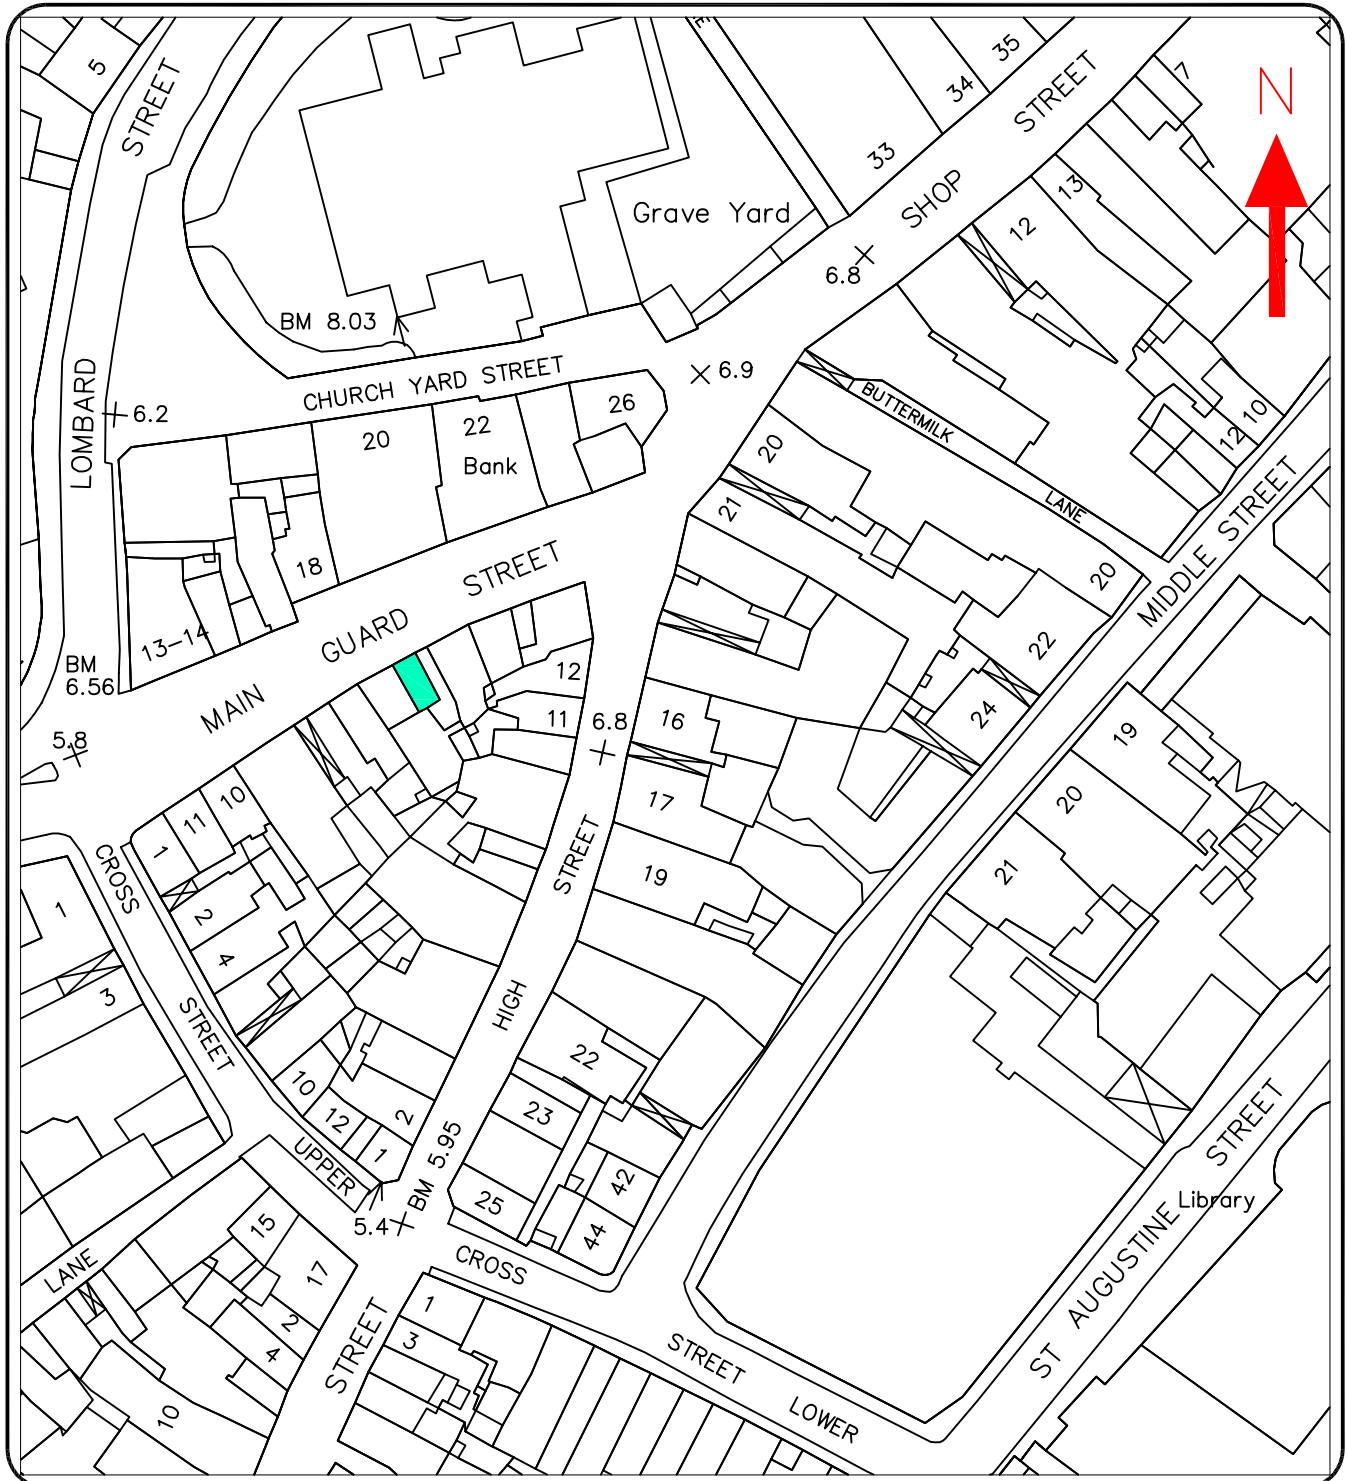 5
STREET
LOMBARD
35
34
33
7
N
STREET
SHOP
13
12
Grave Yard
6.8
BM 8.03
6.9
CHURCH YARD STREET
6.2
26
22
20
Bank
BUTTERMILK
LANE
10
12
20
21
18
STREET
GUARD
MAIN
13-14
BM
6.56
5.8
20
22
24
MIDDLE STREET
12
11
6.8
16
17
19
19
20
21
10
11
1
CROSS
2
4
1
3
STREET
STREET
HIGH
22
23
25
42
44
10
12
1
2
UPPER
BM 5.95
5.4
CROSS
STREET
LOWER
STREET
ST AUGUSTINE
Library
LANE
15
17
2
4
10
STREET
1
3